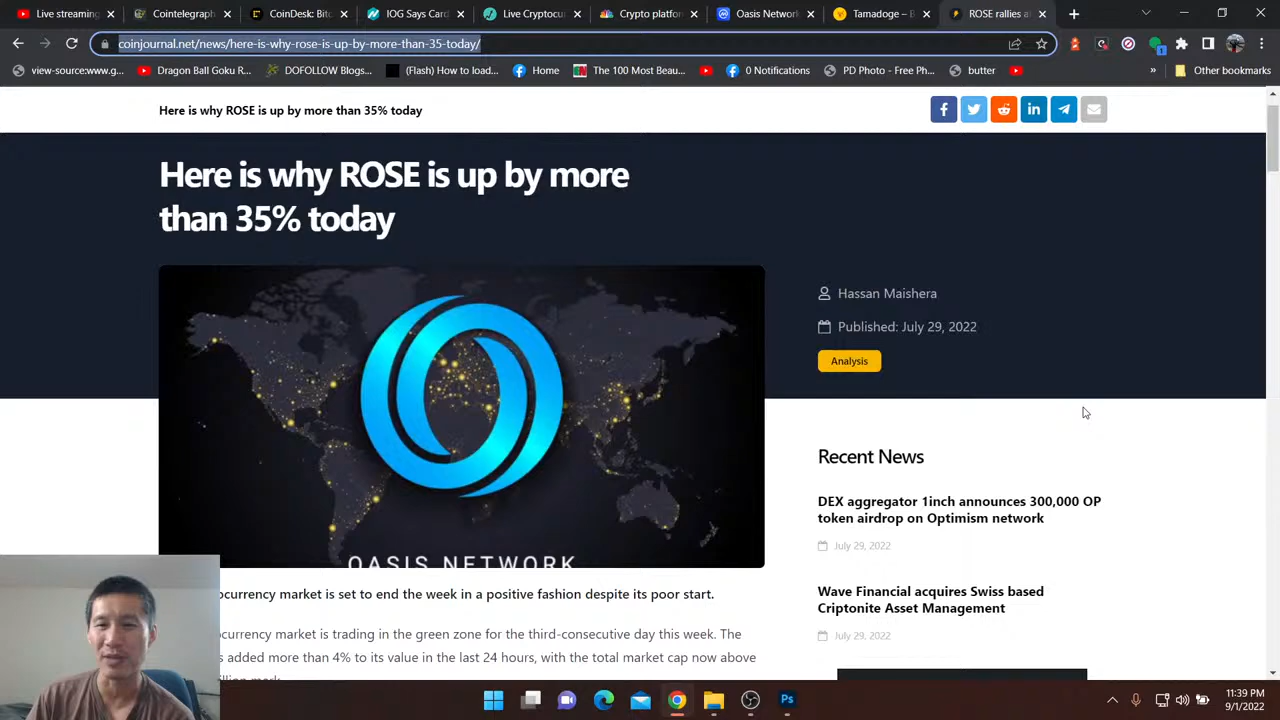 Live stream
Cointelegraph
CoinDesk: Bitc
IOG Says Card
Live Cryptocur
Crypto platfor
Oasis Network
Tamadoge – B
ROSE rallies a
coinjournal.net/news/here-is-why-rose-is-up-by-more-than-35-today/
view-source:www.g...
Dragon Ball Goku R...
DOFOLLOW Blogs...
(Flash) How to load...
Home
The 100 Most Beau...
0 Notifications
PD Photo - Free Ph...
butter
»
Other bookmarks
Here is why ROSE is up by more than 35% today
Here is why ROSE is up by more
than 35% today
Hassan Maishera
Published: July 29, 2022
Analysis
OASIS NETWORK
Recent News
DEX aggregator 1inch announces 300,000 OP
token airdrop on Optimism network
July 29, 2022
Wave Financial acquires Swiss based
Criptonite Asset Management
July 29, 2022
ocurrency market is set to end the week in a positive fashion despite its poor start.
ocurrency market is trading in the green zone for the third-consecutive day this week. The
s added more than 4% to its value in the last 24 hours, with the total market cap now above
11:39 PM
9/1/2022